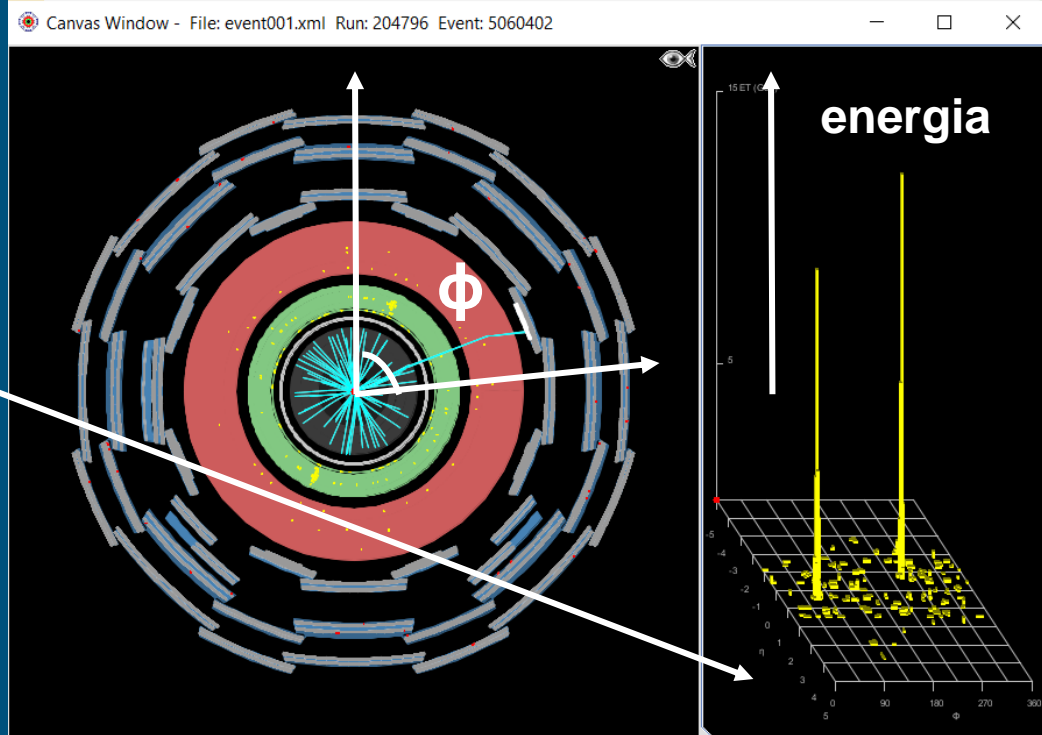 Canvas Window - File: event001.xml Run: 204796 Event: 5060402
energia
ϕ
15 ET
5
-5
-4
-3
-2
-1
0
1
2
3
4
5
η
0 90 180 270 360
Φ